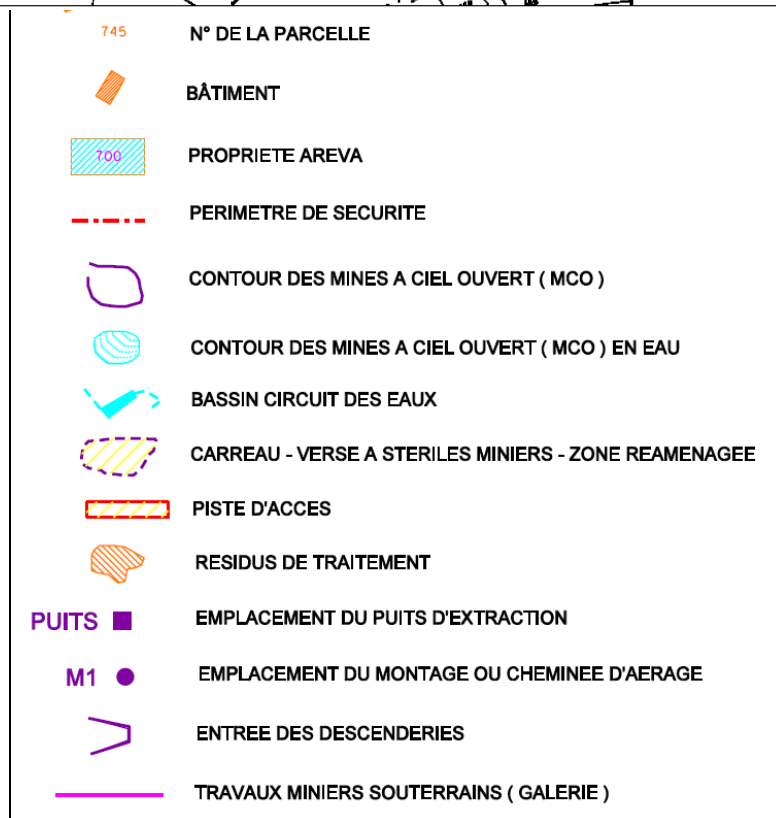 745 N° DE LA PARCELLE
BÂTIMENT
700 PROPRIETE AREVA
PERIMETRE DE SECURITE
CONTOUR DES MINES A CIEL OUVERT ( MCO )
CONTOUR DES MINES A CIEL OUVERT ( MCO ) EN EAU
BASSIN CIRCUIT DES EAUX
CARREAU - VERSE A STERILES MINIERS - ZONE REAMENAGEE
PISTE D'ACCES
RESIDUS DE TRAITEMENT
PUITS EMPLACEMENT DU PUITS D'EXTRACTION
M1 EMPLACEMENT DU MONTAGE OU CHEMINEE D'AERAGE
ENTREE DES DESCENDERIES
TRAVAUX MINIERS SOUTERRAINS ( GALERIE )